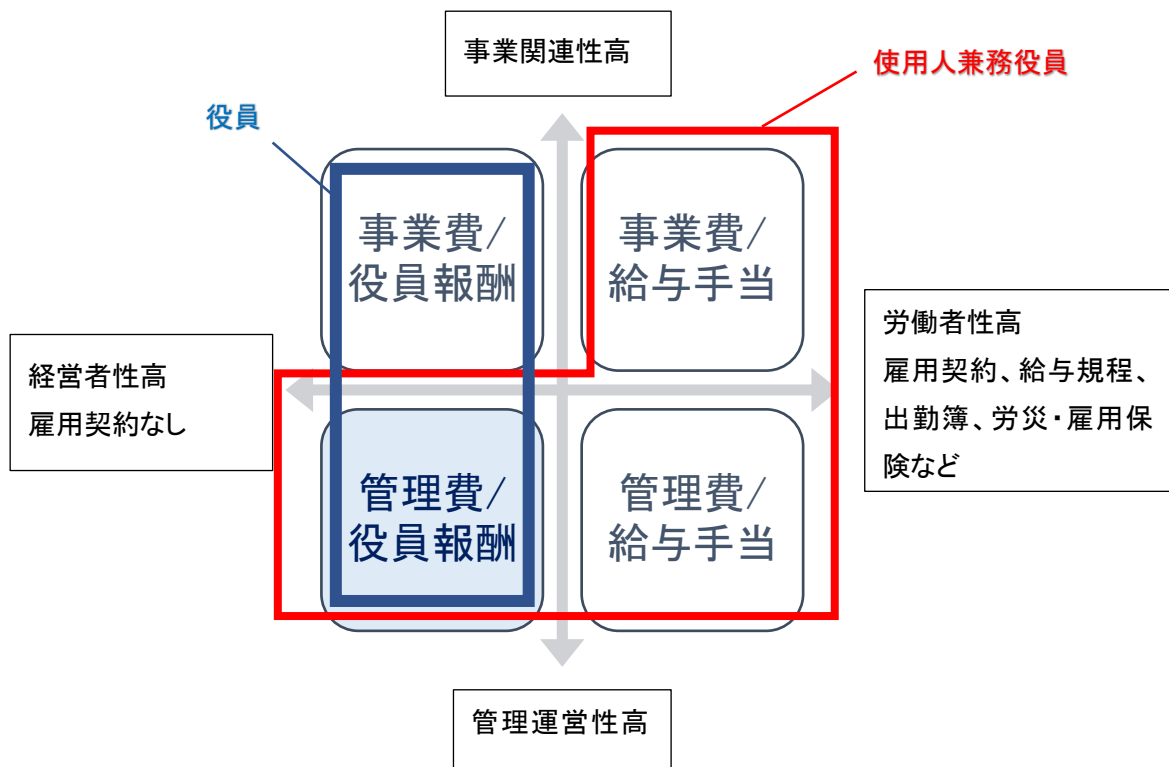 事業関連性高
使用人兼務役員
役員
事業費/
役員報酬
事業費/
給与手当
経営者性高
雇用契約なし
労働者性高
雇用契約、給与規程、
出勤簿、労災・雇用保
険など
管理費/
役員報酬
管理費/
給与手当
管理運営性高